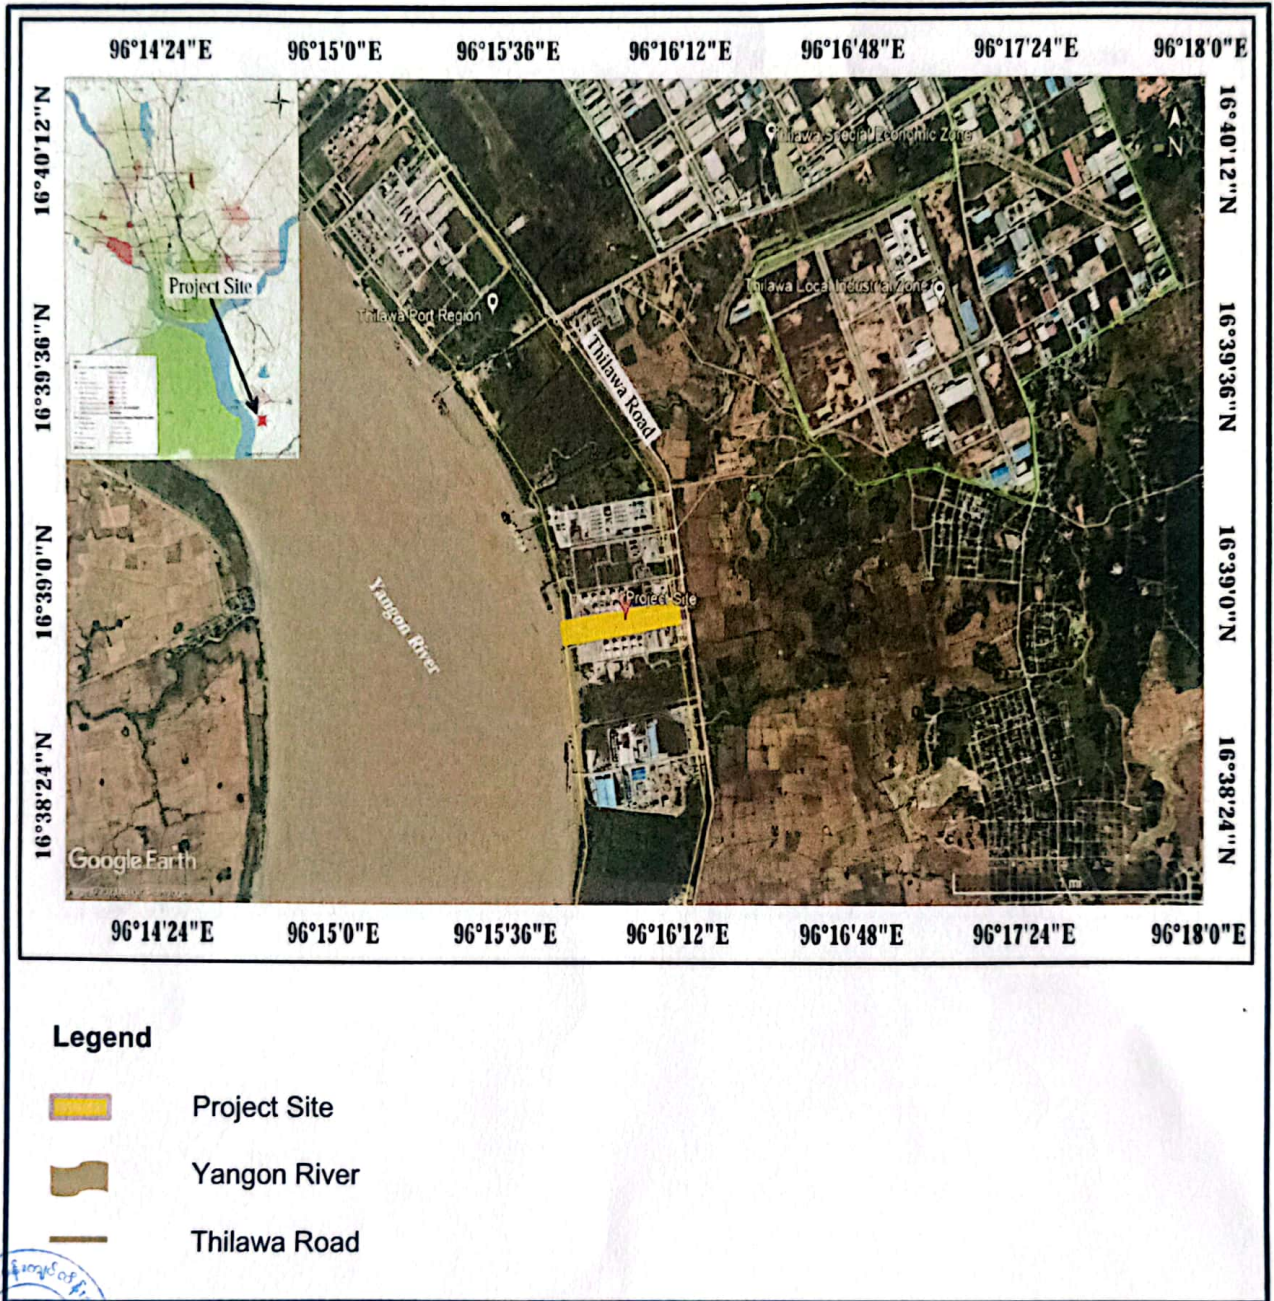 96°14'24"E 96°15'0"E 96°15'36"E 96°16'12"E 96°16'48"E 96°17'24"E 96°18'0"E
16°40'12"N
16°39'36"N
16°39'0"N
16°38'24"N
16°40'12"N
16°39'36"N
16°39'0"N
16°38'24"N
N
Thilawa Special Economic Zone
Project Site
Thilawa Local Industrial Zone
Thilawa Port Region
Thilawa Road
Project Site
Yangon River
Google Earth
1 mi
96°14'24"E 96°15'0"E 96°15'36"E 96°16'12"E 96°16'48"E 96°17'24"E 96°18'0"E
Legend
Project Site
Yangon River
Thilawa Road